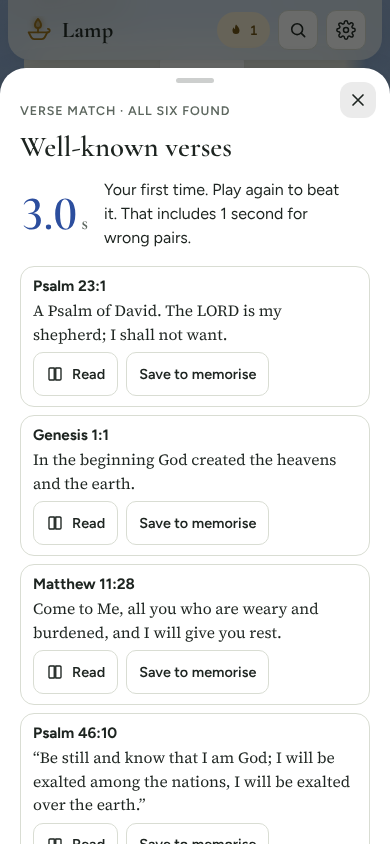 Lamp
1
VERSE MATCH · ALL SIX FOUND
Well-known verses
3.0 s
Your first time. Play again to beat
it. That includes 1 second for
wrong pairs.
Psalm 23:1
A Psalm of David. The LORD is my
shepherd; I shall not want.
Read
Save to memorise
Genesis 1:1
In the beginning God created the heavens
and the earth.
Read
Save to memorise
Matthew 11:28
Come to Me, all you who are weary and
burdened, and I will give you rest.
Read
Save to memorise
Psalm 46:10
“Be still and know that I am God; I will be
exalted among the nations, I will be exalted
over the earth.”
Read
Save to memorise